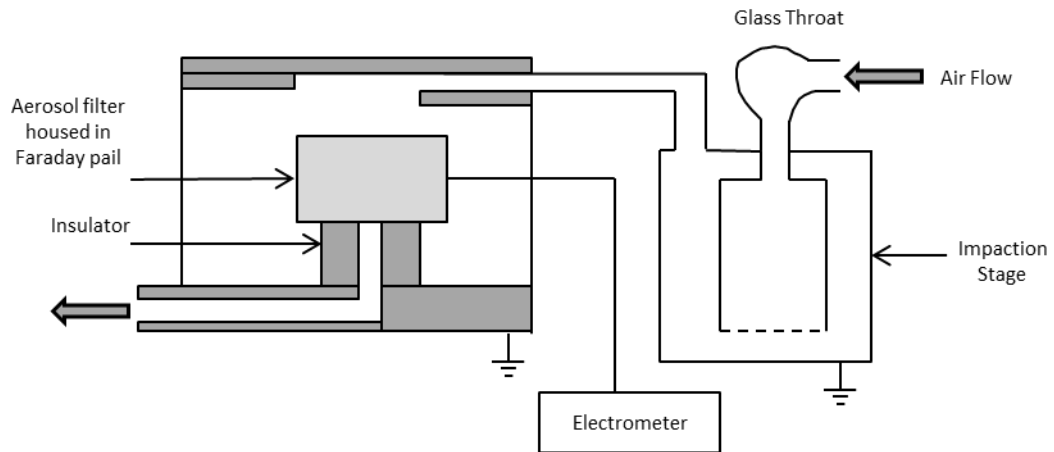 Glass Throat
Air Flow
Aerosol filter
housed in
Faraday pail
Insulator
Impaction
Stage
Electrometer